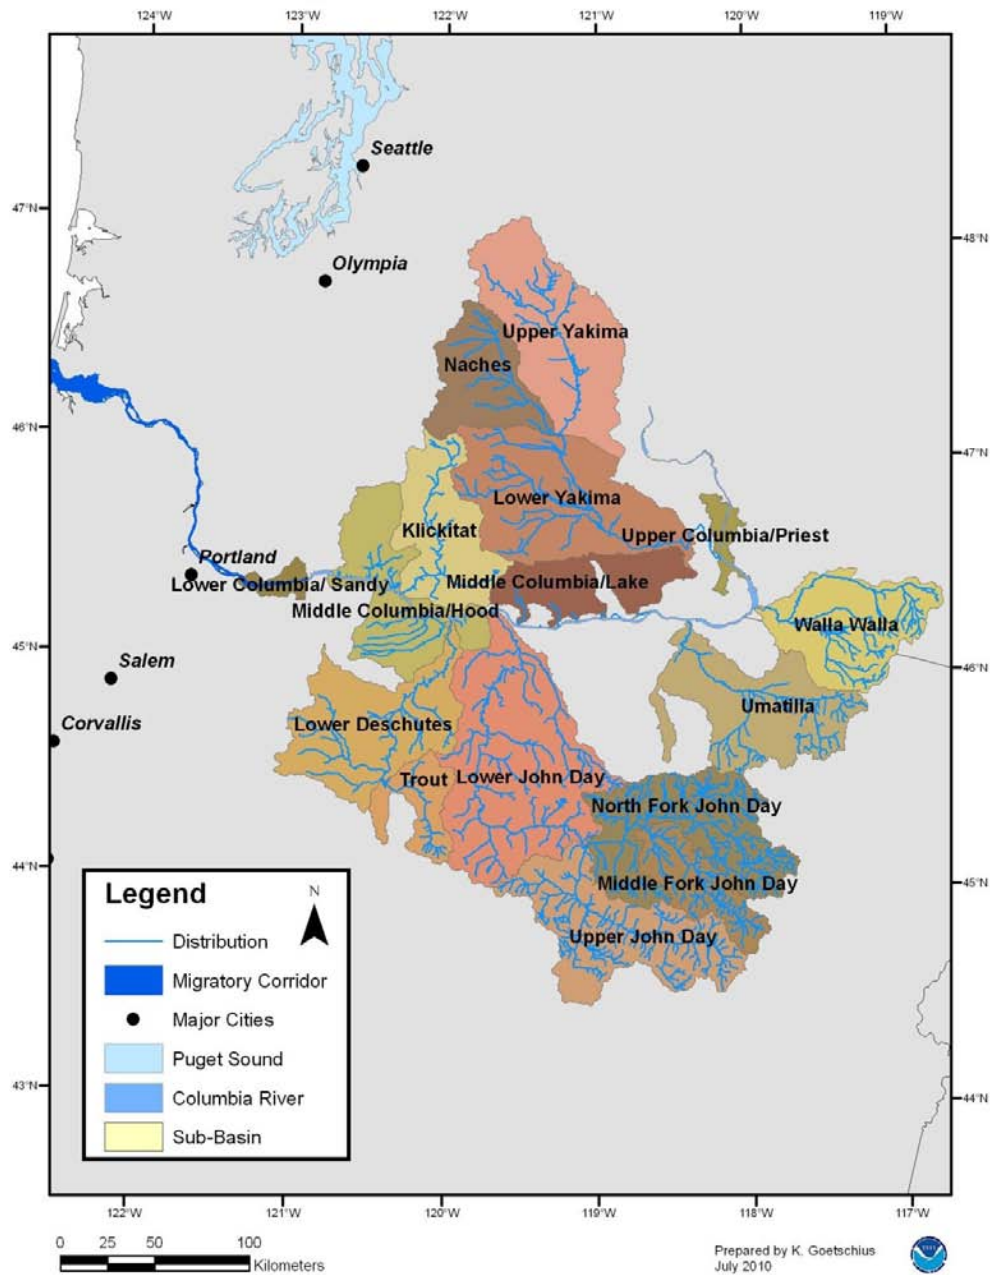 124°W 123°W 122°W 121°W 120°W 119°W
Seattle
47°N
48°N
Olympia
Upper Yakima
Naches
46°N
47°N
Lower Yakima
Klickitat
Upper Columbia/Priest
Portland
Lower Columbia/ Sandy
Middle Columbia/Lake
Middle Columbia/Hood
Walla Walla
45°N
46°N
Salem
Umatilla
Corvallis
Lower Deschutes
Trout
Lower John Day
North Fork John Day
44°N
45°N
Middle Fork John Day
Upper John Day
Legend
N
Distribution
Migratory Corridor
Major Cities
Puget Sound
Columbia River
Sub-Basin
43°N
44°N
122°W 121°W 120°W 119°W 118°W 117°W
0 25 50 100
Kilometers
Prepared by K. Goetschius
July 2010